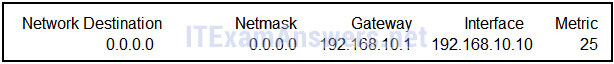 Network Destination Netmask Gateway Interface Metric
0.0.0.0 0.0.0.0 192.168.10.1 192.168.10.10 25
ITExamAnswers.net